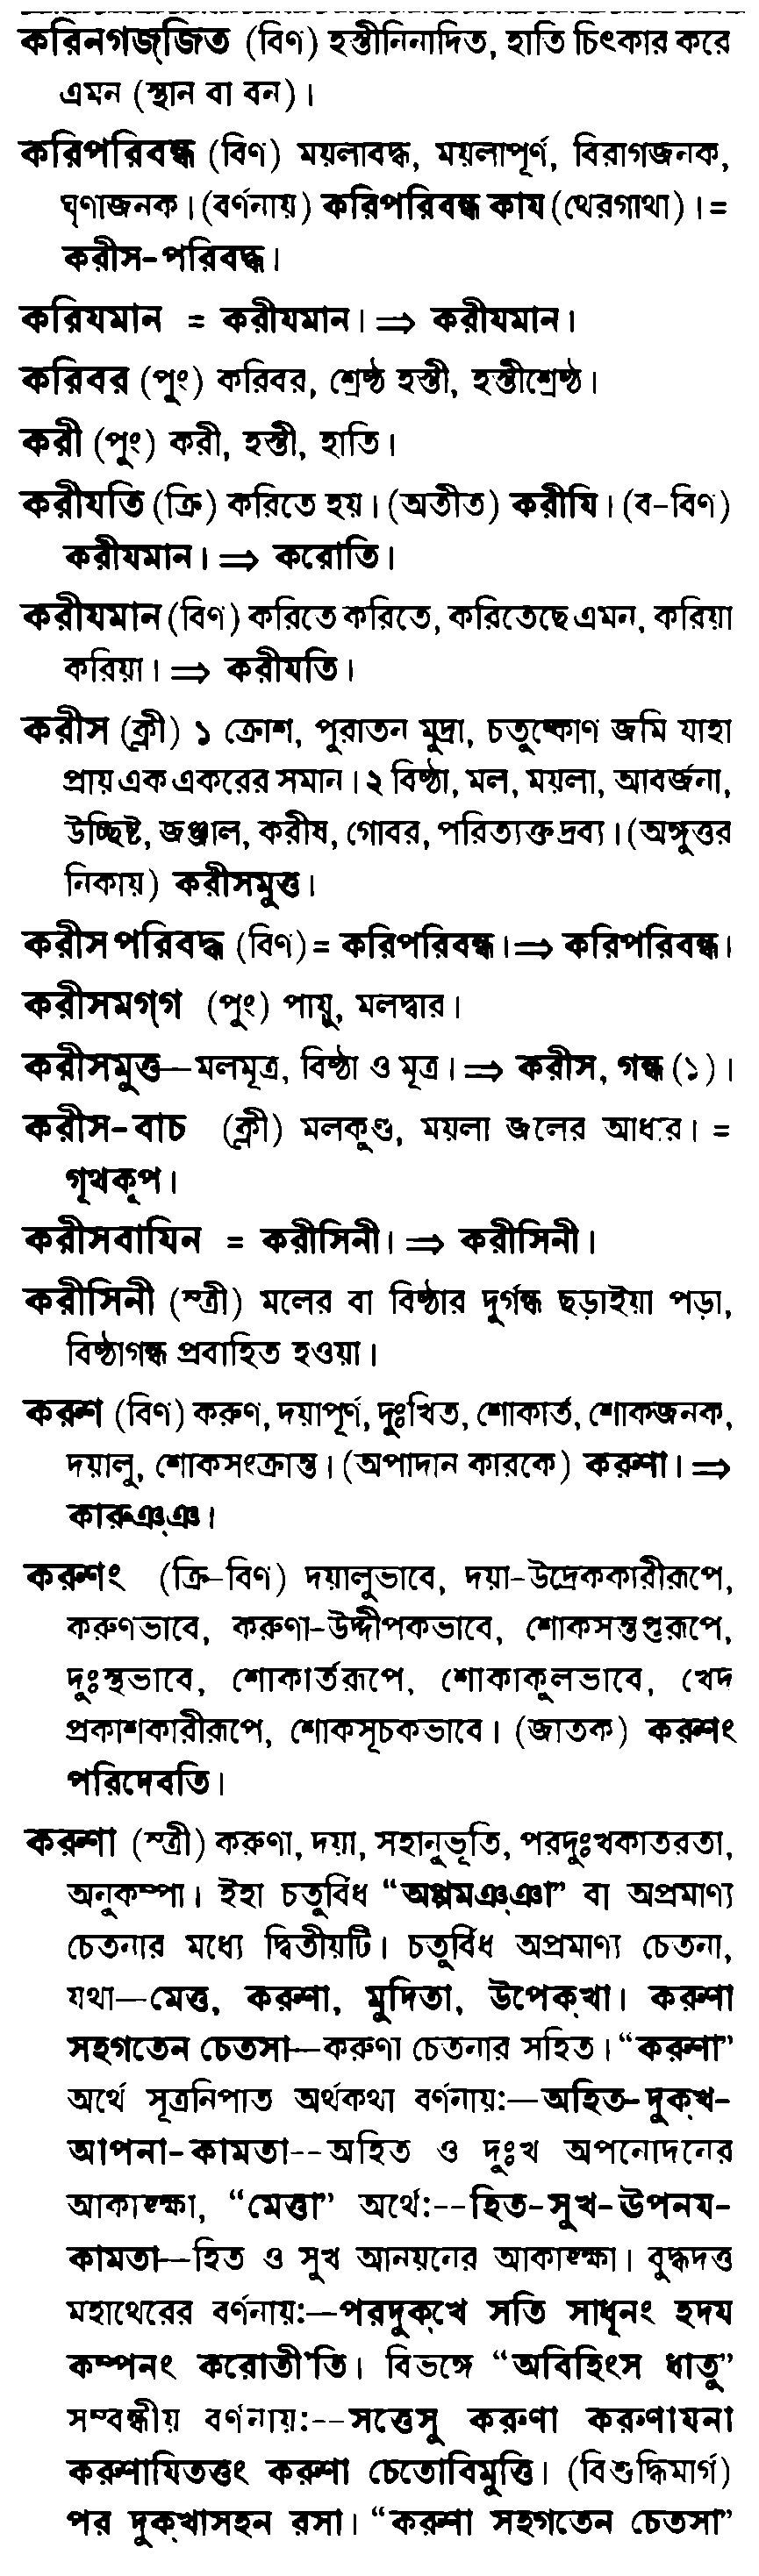 করিনগজ্জিত (বিণ) হস্তীনিনাদিত, হাতি চিৎকার করে
এমন (স্থান বা বন)।
করিপরিবন্ধ (বিণ) ময়লাবদ্ধ, ময়লাপূর্ণ, বিরাগজনক,
ঘৃণাজনক। (বর্ণনায়) করিপরিবন্ধ কায (থেরগাথা)। =
করীস-পরিবদ্ধ।
করিযমান = করীযমান। ⇒ করীযমান।
করিবর (পুং) করিবর, শ্রেষ্ঠ হস্তী, হস্তীশ্রেষ্ঠ।
করী (পুং) করী, হস্তী, হাতি।
করীযতি (ক্রি) করিতে হয়। (অতীত) করীযি। (ব-বিণ)
করীযমান। ⇒ করোতি।
করীযমান (বিণ) করিতে করিতে, করিতেছে এমন, করিয়া
করিয়া। ⇒ করীযতি।
করীস (ক্লী) ১ ক্রোশ, পুরাতন মুদ্রা, চতুষ্কোণ জমি যাহা
প্রায় এক একরের সমান। ২ বিষ্ঠা, মল, ময়লা, আবর্জনা,
উচ্ছিষ্ট, জঞ্জাল, করীষ, গোবর, পরিত্যক্ত দ্রব্য। (অঙ্গুত্তর
নিকায়) করীসমুত্ত।
করীস পরিবদ্ধ (বিণ) = করিপরিবন্ধ। ⇒ করিপরিবন্ধ।
করীসমগ্গ (পুং) পায়ু, মলদ্বার।
করীসমুত্ত—মলমূত্র, বিষ্ঠা ও মূত্র। ⇒ করীস, গন্ধ (১)।
করীস-বাচ (ক্লী) মলকুণ্ড, ময়লা জলের আধার। =
গূথকূপ।
করীসবাযিন = করীসিনী। ⇒ করীসিনী।
করীসিনী (স্ত্রী) মলের বা বিষ্ঠার দুর্গন্ধ ছড়াইয়া পড়া,
বিষ্ঠাগন্ধ প্রবাহিত হওয়া।
করুণ (বিণ) করুণ, দয়াপূর্ণ, দুঃখিত, শোকার্ত, শোকজনক,
দয়ালু, শোকসংক্রান্ত। (অপাদান কারকে) করুণা। ⇒
কারুঞ্ঞ।
করুণং (ক্রি-বিণ) দয়ালুভাবে, দয়া-উদ্রেককারীরূপে,
করুণভাবে, করুণা-উদ্দীপকভাবে, শোকসন্তপ্তরূপে,
দুঃস্থভাবে, শোকার্তরূপে, শোকাকুলভাবে, খেদ
প্রকাশকারীরূপে, শোকসূচকভাবে। (জাতক) করুণং
পরিদেবতি।
করুণা (স্ত্রী) করুণা, দয়া, সহানুভূতি, পরদুঃখকাতরতা,
অনুকম্পা। ইহা চতুর্বিধ “অপ্পমঞ্ঞা” বা অপ্রমাণ্য
চেতনার মধ্যে দ্বিতীয়টি। চতুর্বিধ অপ্রমাণ্য চেতনা,
যথা—মেত্ত, করুণা, মুদিতা, উপেক্খা। করুণা
সহগতেন চেতসা—করুণা চেতনার সহিত। “করুণা”
অর্থে সূত্রনিপাত অর্থকথা বর্ণনায়:—অহিত-দুক্খ-
আপনা-কামতা--অহিত ও দুঃখ অপনোদনের
আকাঙ্ক্ষা, “মেত্তা” অর্থে:--হিত-সুখ-উপনয-
কামতা—হিত ও সুখ আনয়নের আকাঙ্ক্ষা। বুদ্ধদত্ত
মহাথেরের বর্ণনায়:—পরদুক্খে সতি সাধূনং হদয
কম্পনং করোতী’তি। বিভঙ্গে “অবিহিংস ধাতু”
সম্বন্ধীয় বর্ণনায়:--সত্তেসু করুণা করুণাযনা
করুণাযিতত্তং করুণা চেতোবিমুত্তি। (বিশুদ্ধিমার্গ)
পর দুক্খাসহন রসা। “করুণা সহগতেন চেতসা”